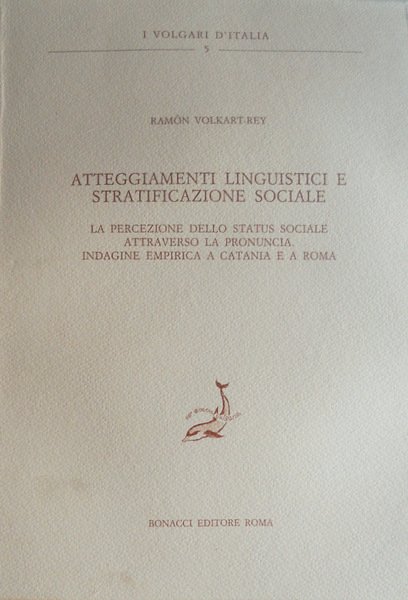 I VOLGARI D'ITALIA
5
RAMÓN VOLKART-REY
ATTEGGIAMENTI LINGUISTICI E
STRATIFICAZIONE SOCIALE
LA PERCEZIONE DELLO STATUS SOCIALE
ATTRAVERSO LA PRONUNCIA.
INDAGINE EMPIRICA A CATANIA E A ROMA
BONACCI EDITORE ROMA